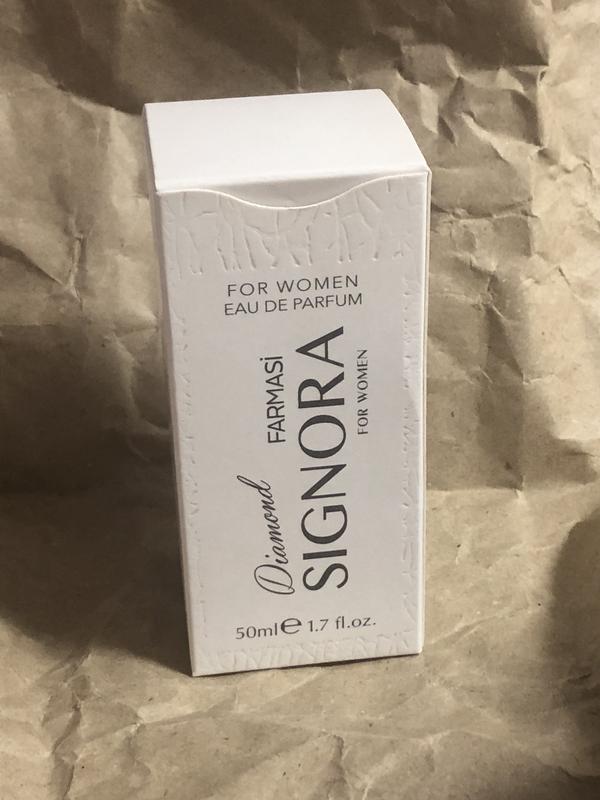 FOR WOMEN
EAU DE PARFUM
Diamond
FARMASİ
SIGNORA
FOR WOMEN
50ml℮ 1.7 fl.oz.